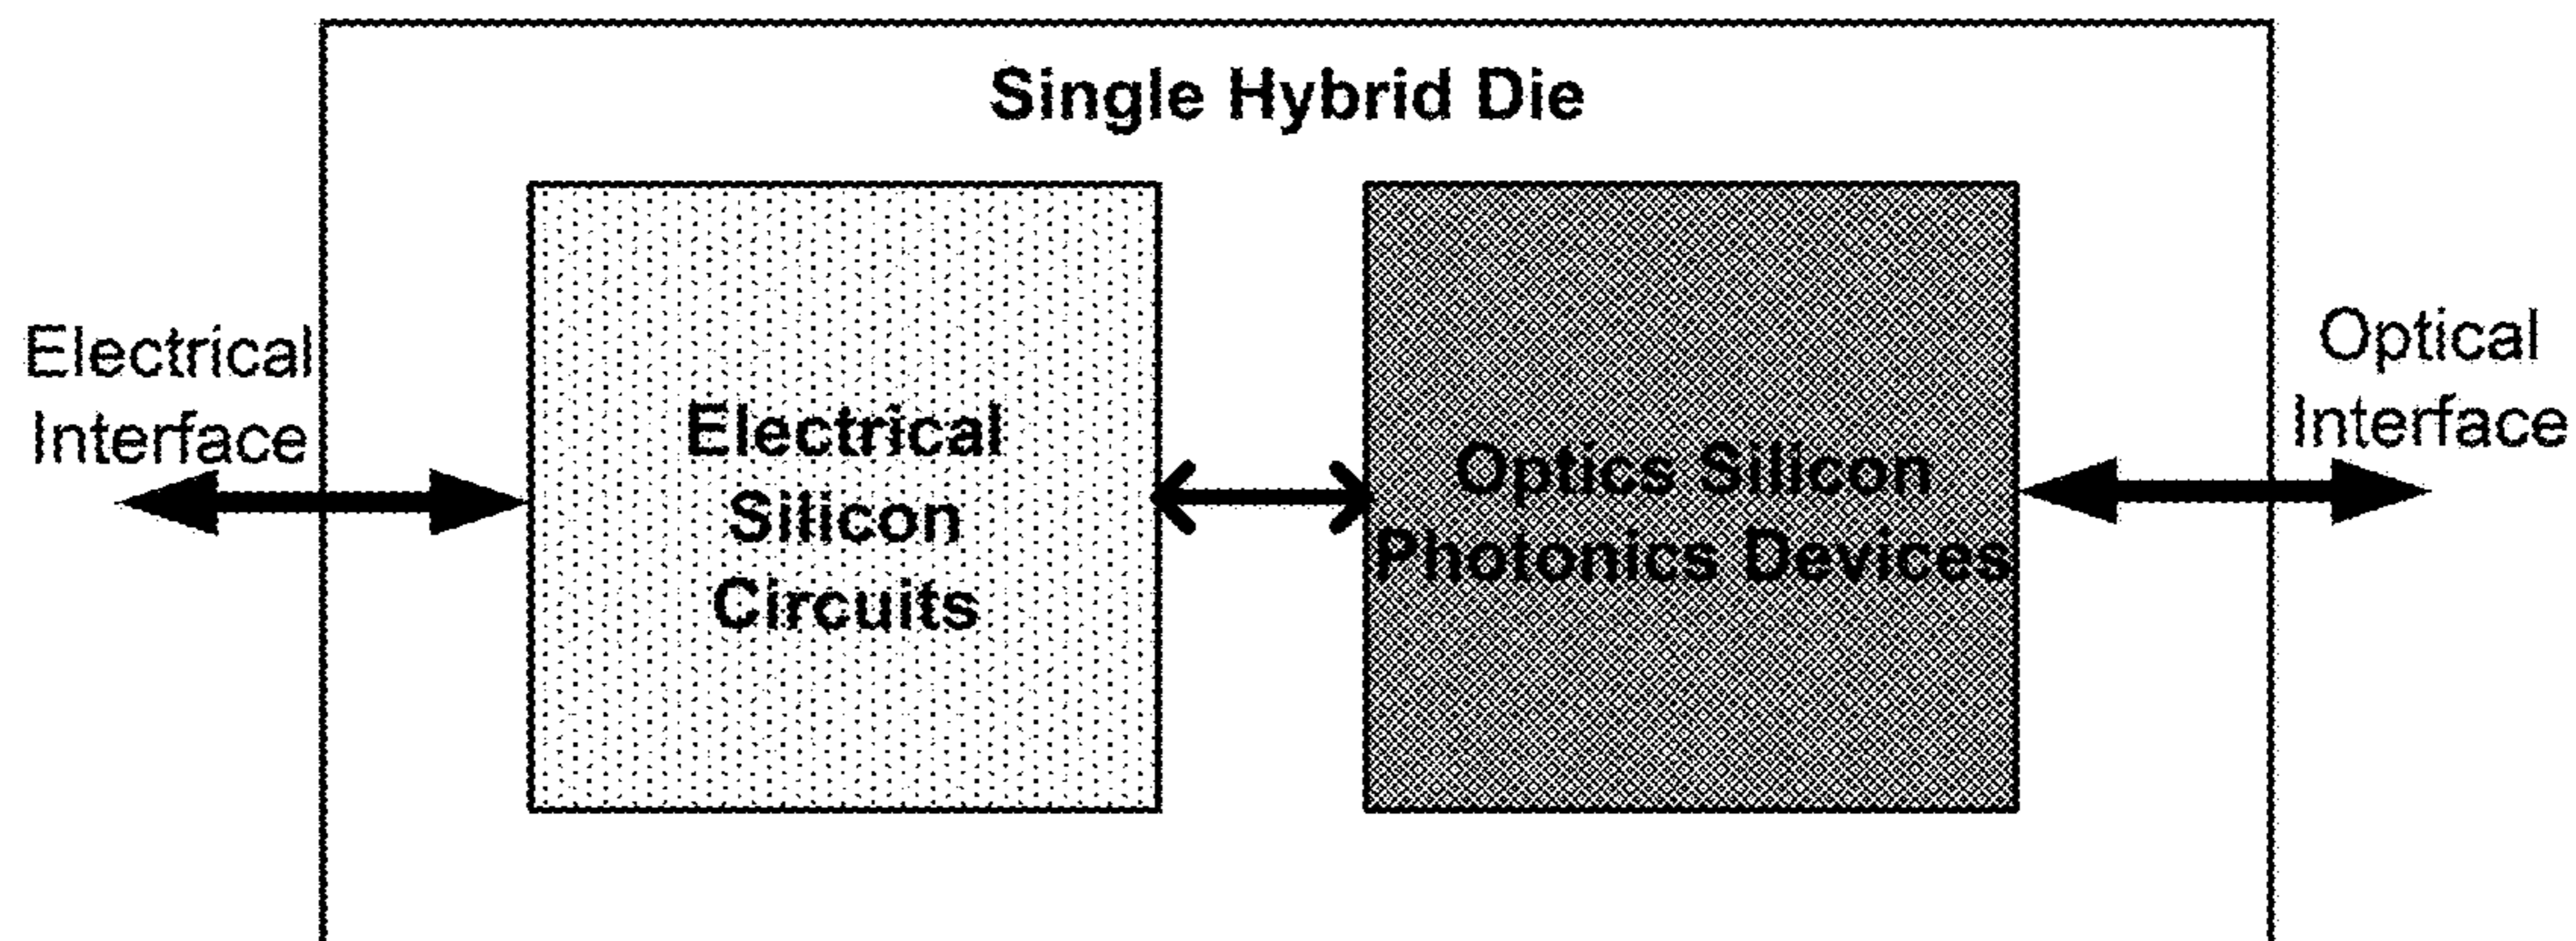 Single Hybrid Die
Electrical
Interface
Electrical
Silicon
Circuits
Optics Silicon
Photonics Devices
Optical
Interface